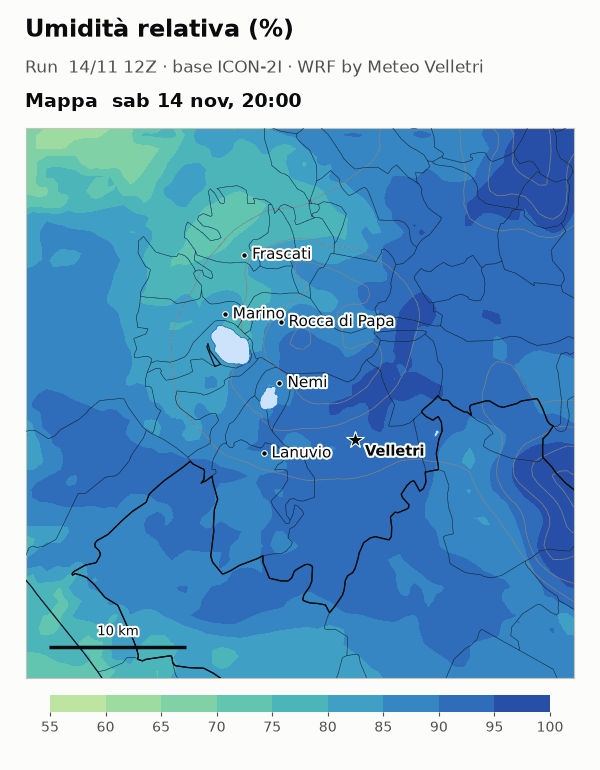 Umidità relativa (%)
Run  14/11 12Z · base ICON-2I · WRF by Meteo Velletri
Mappa  sab 14 nov, 20:00
Frascati
Marino
Rocca di Papa
Nemi
Velletri
Lanuvio
10 km
55 60 65 70 75 80 85 90 95 100